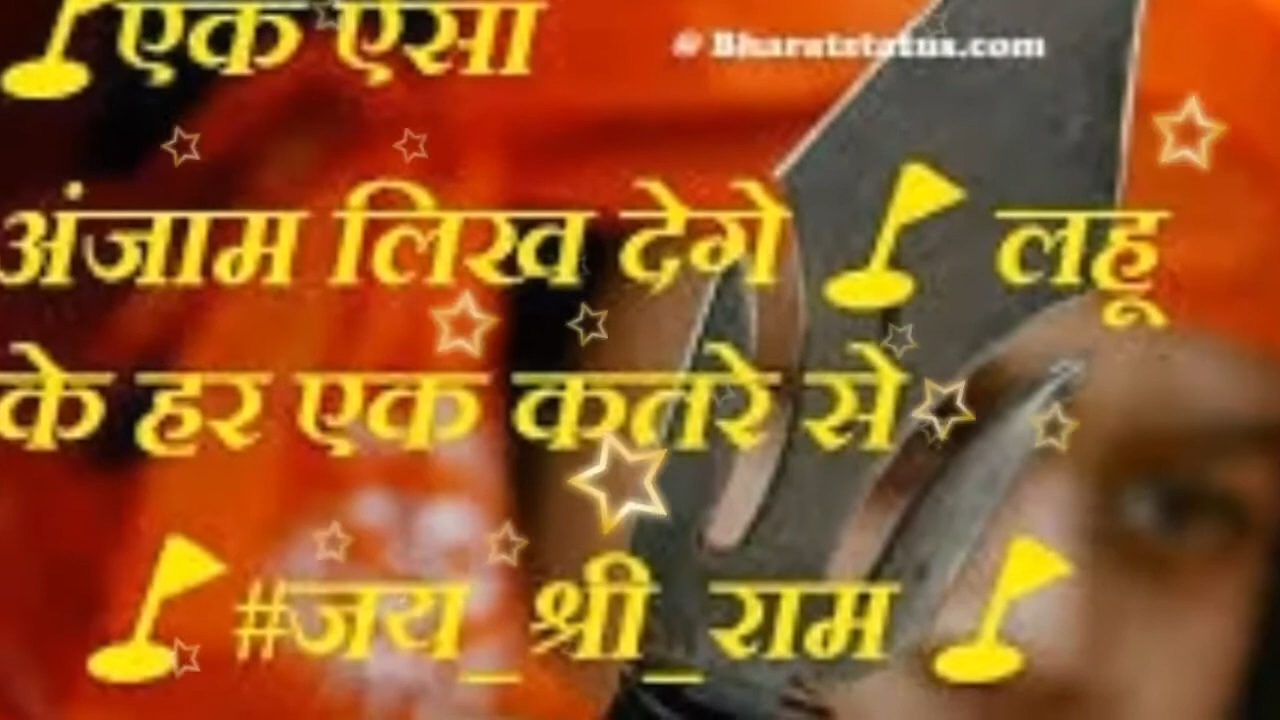 एक ऐसा
@ Bharatstatus.com
अंजाम लिख देगे लहू
के हर एक कतरे से
#जय_श्री_राम